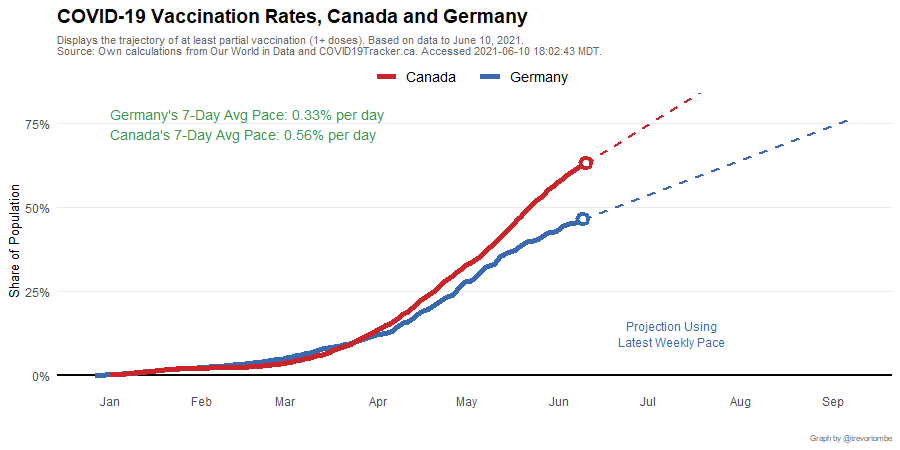 COVID-19 Vaccination Rates, Canada and Germany
Displays the trajectory of at least partial vaccination (1+ doses). Based on data to June 10, 2021.
Source: Own calculations from Our World in Data and COVID19Tracker.ca. Accessed 2021-06-10 18:02:43 MDT.
Canada Germany
Germany's 7-Day Avg Pace: 0.33% per day
Canada's 7-Day Avg Pace: 0.56% per day
75%
50%
25%
0%
Share of Population
Projection Using
Latest Weekly Pace
Jan Feb Mar Apr May Jun Jul Aug Sep
Graph by @trevortombe